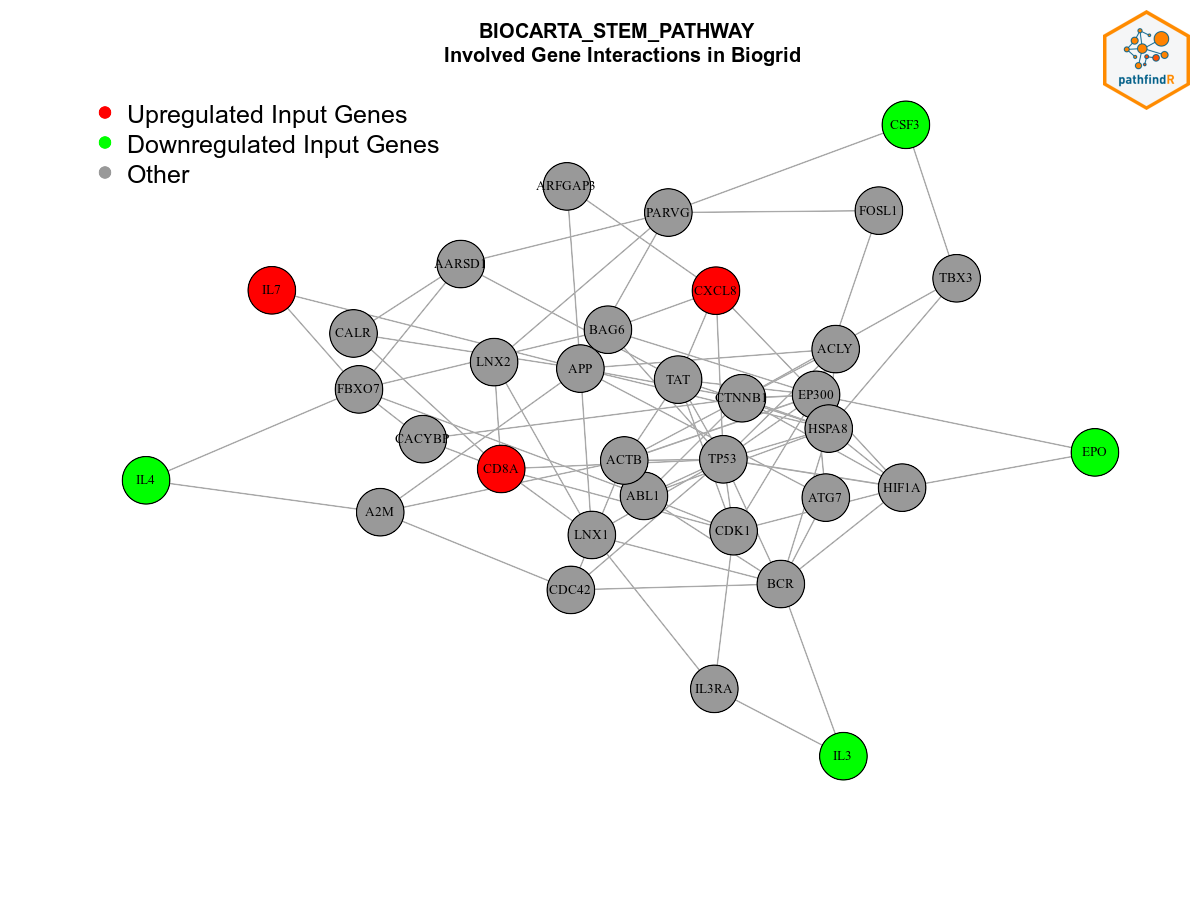 BIOCARTA_STEM_PATHWAY
Involved Gene Interactions in Biogrid
pathfindR
Upregulated Input Genes
Downregulated Input Genes
Other
CSF3
ARFGAP3
PARVG
FOSL1
AARSD1
TBX3
IL7
CXCL8
CALR
BAG6
ACLY
LNX2
APP
TAT
FBXO7
CTNNB1
EP300
HSPA8
CACYBP
EPO
ACTB
TP53
CD8A
IL4
ABL1
ATG7
HIF1A
A2M
LNX1
CDK1
CDC42
BCR
IL3RA
IL3